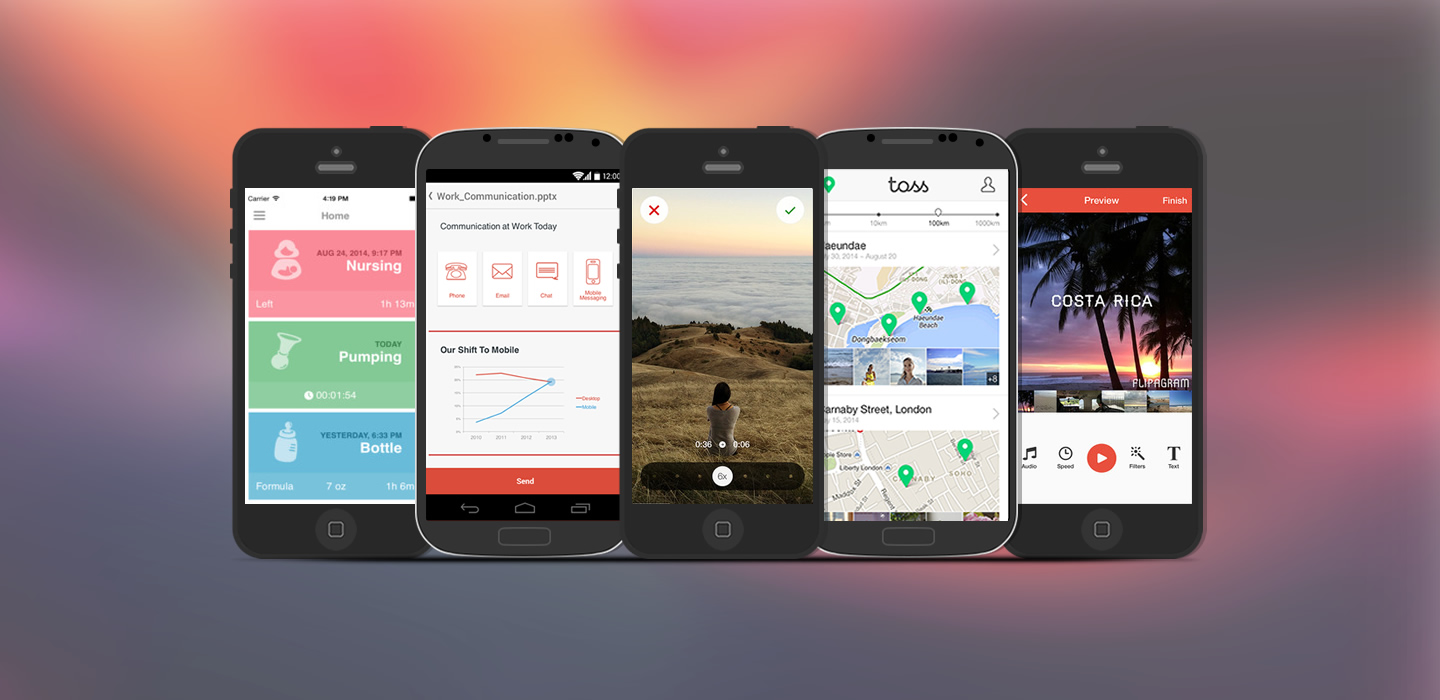 Carrier 4:19 PM
Home
AUG 24, 2014, 9:17 PM
Nursing
Left 1h 13m
TODAY
Pumping
00:01:54
YESTERDAY, 6:33 PM
Bottle
Formula 7 oz 1h 6m
12:00
Work_Communication.pptx
Communication at Work Today
Phone Email Chat Mobile
Messaging
Our Shift To Mobile
Desktop
Mobile
2010 2011 2012 2013
Send
0:36 0:06
6x
toss
10km 100km 1000km
aeundae
y 30, 2014 – August 20
Haeundae
Beach
Dongbaekseom
+8
arnaby Street, London
y 15, 2014
ple Store
Liberty London
SOHO
Maddox St
Preview Finish
COSTA RICA
FLIPAGRAM
Audio Speed Filters Text